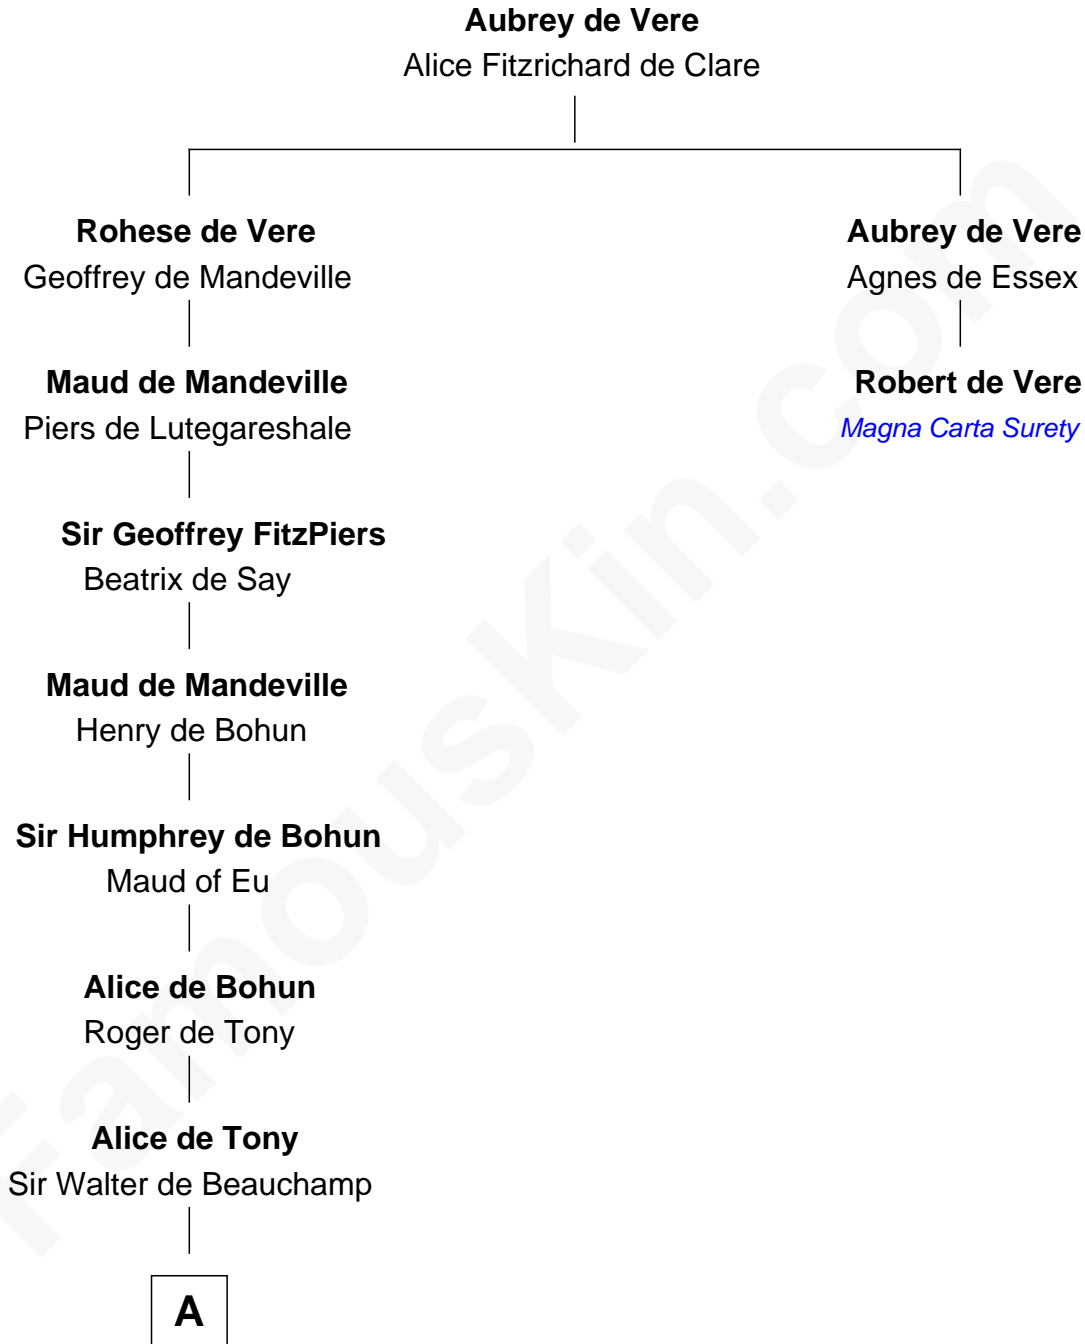 Aubrey de Vere
Alice Fitzrichard de Clare
Rohese de Vere
Geoffrey de Mandeville
Aubrey de Vere
Agnes de Essex
Maud de Mandeville
Piers de Lutegareshale
Robert de Vere
Magna Carta Surety
Sir Geoffrey FitzPiers
Beatrix de Say
Maud de Mandeville
Henry de Bohun
Sir Humphrey de Bohun
Maud of Eu
Alice de Bohun
Roger de Tony
Alice de Tony
Sir Walter de Beauchamp
A
FamousKin.com